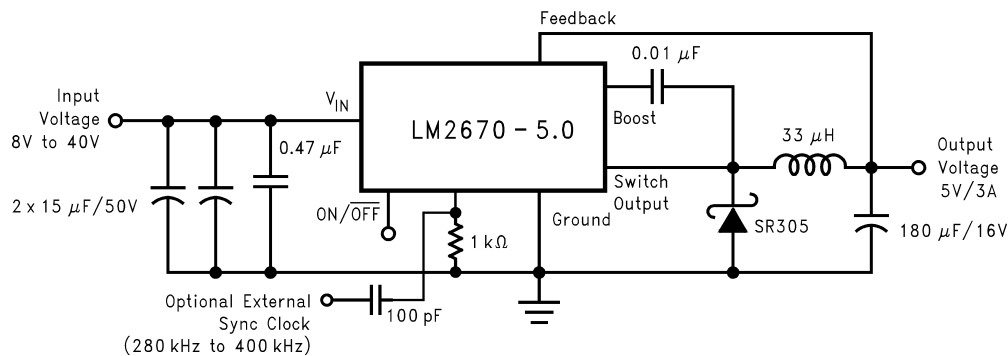 Feedback
0.01 µF
Input
Voltage
8V to 40V
V_IN
LM2670 - 5.0
Boost
0.47 µF
33 µH
Output
Voltage
5V/3A
2 x 15 µF/50V
ON/O̅F̅F̅
Ground
Switch
Output
SR305
180 µF/16V
1 kΩ
Optional External
Sync Clock
(280 kHz to 400 kHz)
100 pF